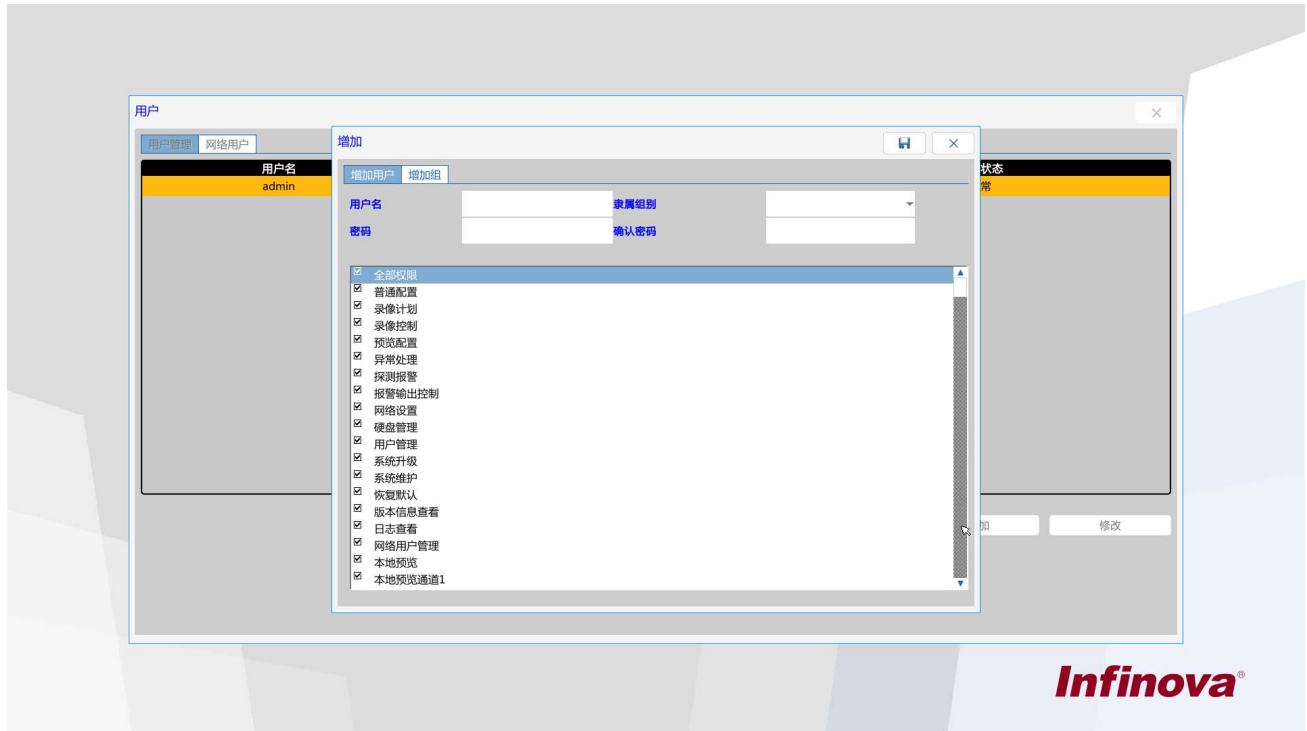 用户
用户管理 网络用户
用户名 状态
admin 常
增加
增加用户 增加组
用户名 隶属组别
密码 确认密码
全部权限
普通配置
录像计划
录像控制
预览配置
异常处理
探测报警
报警输出控制
网络设置
硬盘管理
用户管理
系统升级
系统维护
恢复默认
版本信息查看
日志查看
网络用户管理
本地预览
本地预览通道1
加 修改
Infinova®